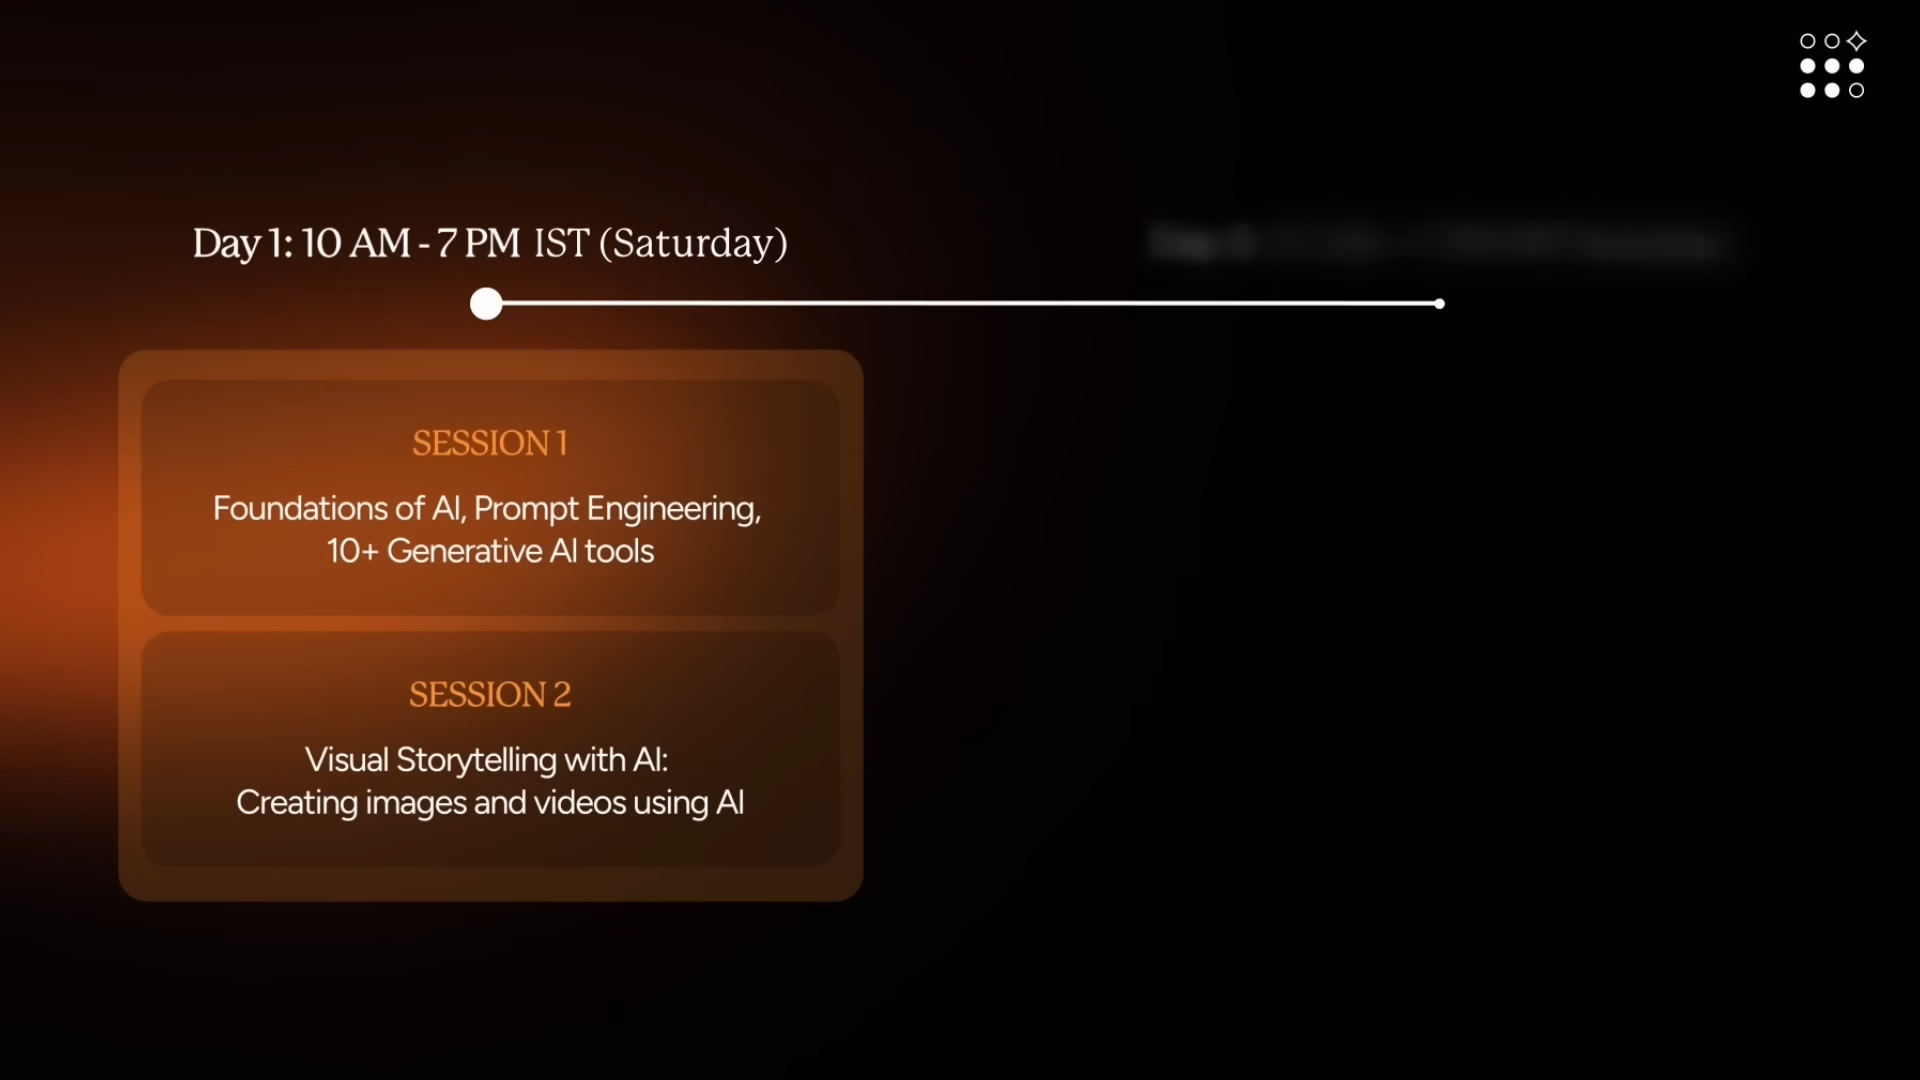 Day 1: 10 AM - 7 PM IST (Saturday)
SESSION 1
Foundations of AI, Prompt Engineering,
10+ Generative AI tools
SESSION 2
Visual Storytelling with AI:
Creating images and videos using AI